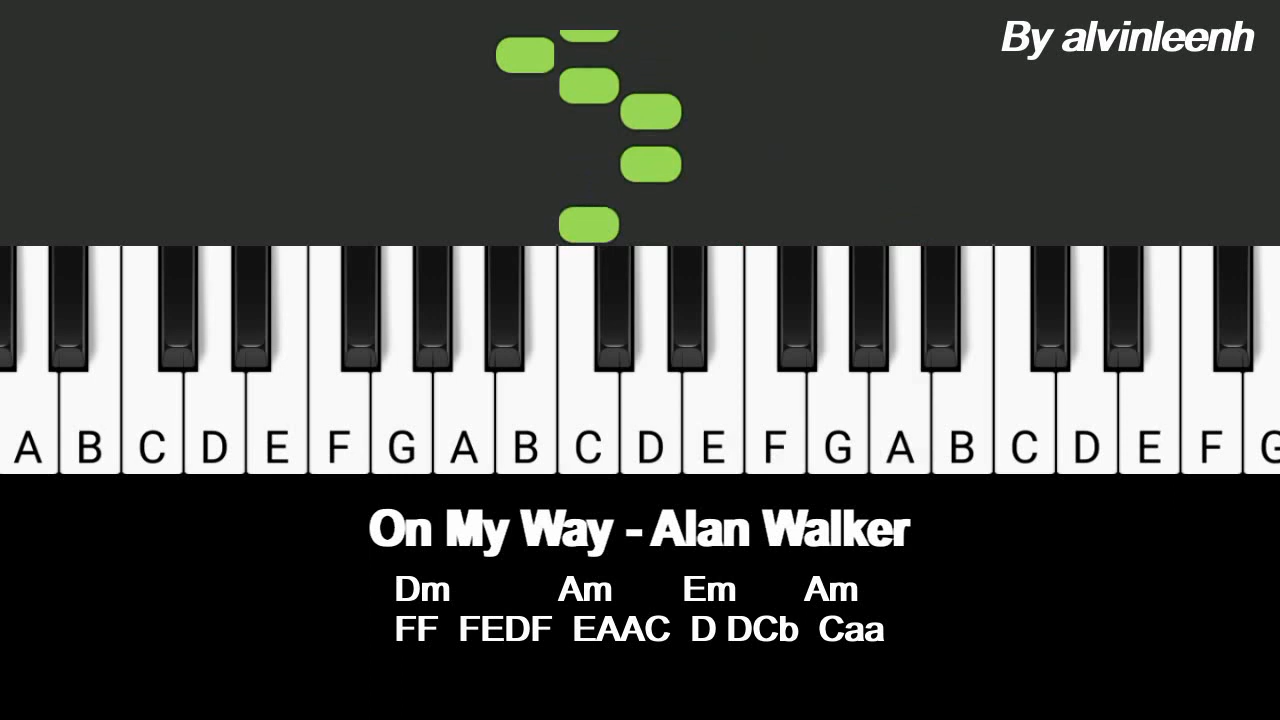 By alvinleenh
A B C D E F G A B C D E F G A B C D E F G
On My Way - Alan Walker
Dm Am Em Am
FF FEDF EAAC D DCb Caa